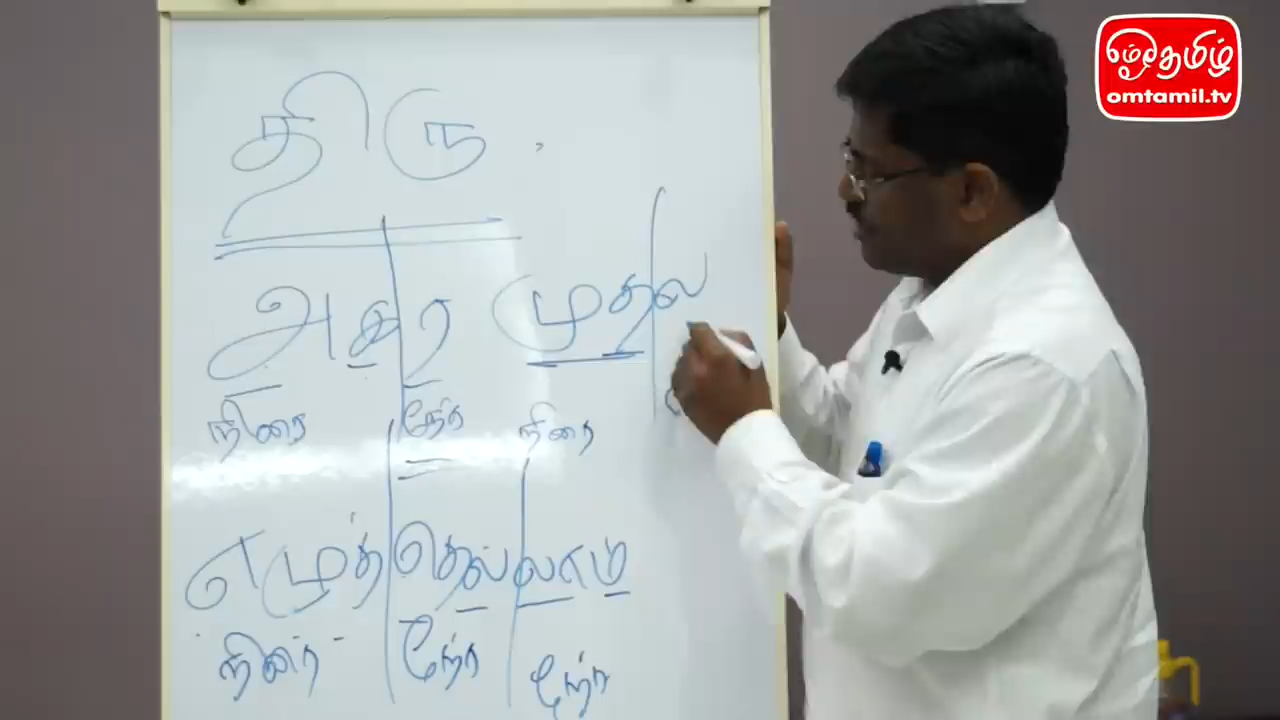 ஓம்தமிழ்
omtamil.tv
திரு
அகர முதல
நிரை நேர் நிரை
எழுத் தெல் லாம்
நிரை நேர் நேர்